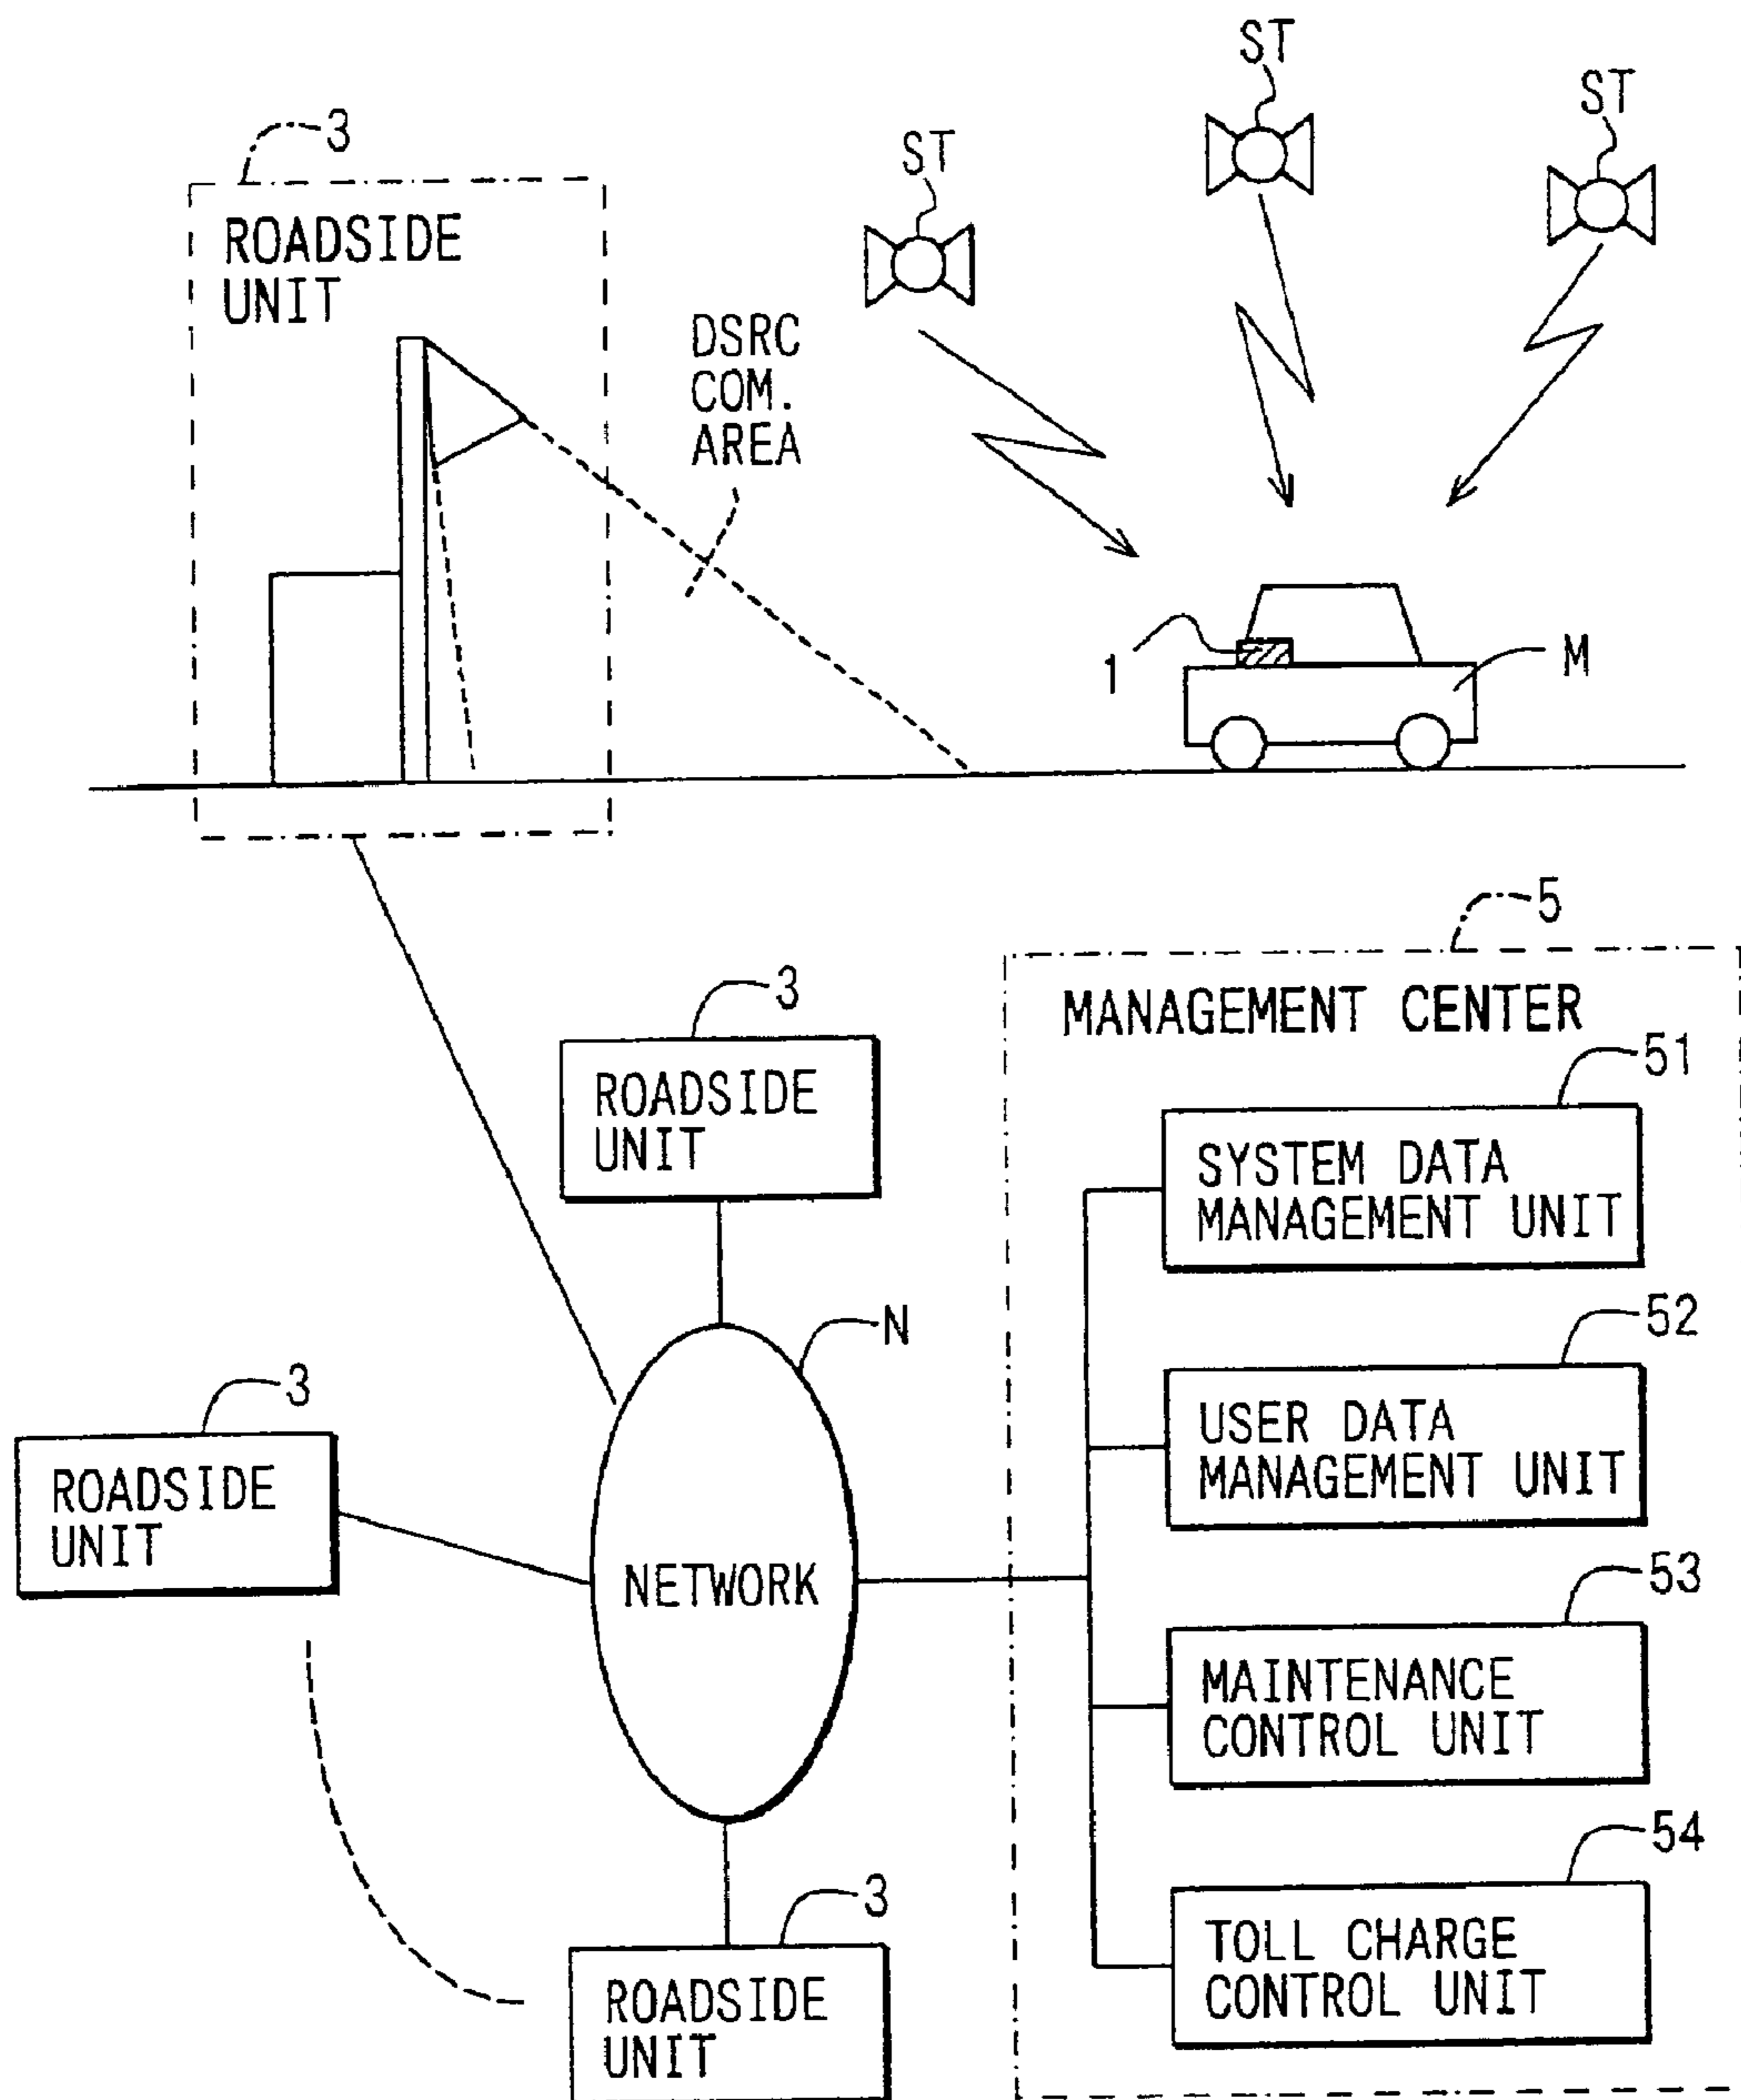 ST
ST
ST
3
ROADSIDE
UNIT
DSRC
COM.
AREA
1
M
5
3
MANAGEMENT CENTER
ROADSIDE
UNIT
51
SYSTEM DATA
MANAGEMENT UNIT
N
52
3
USER DATA
MANAGEMENT UNIT
ROADSIDE
UNIT
NETWORK
53
MAINTENANCE
CONTROL UNIT
54
3
TOLL CHARGE
CONTROL UNIT
ROADSIDE
UNIT